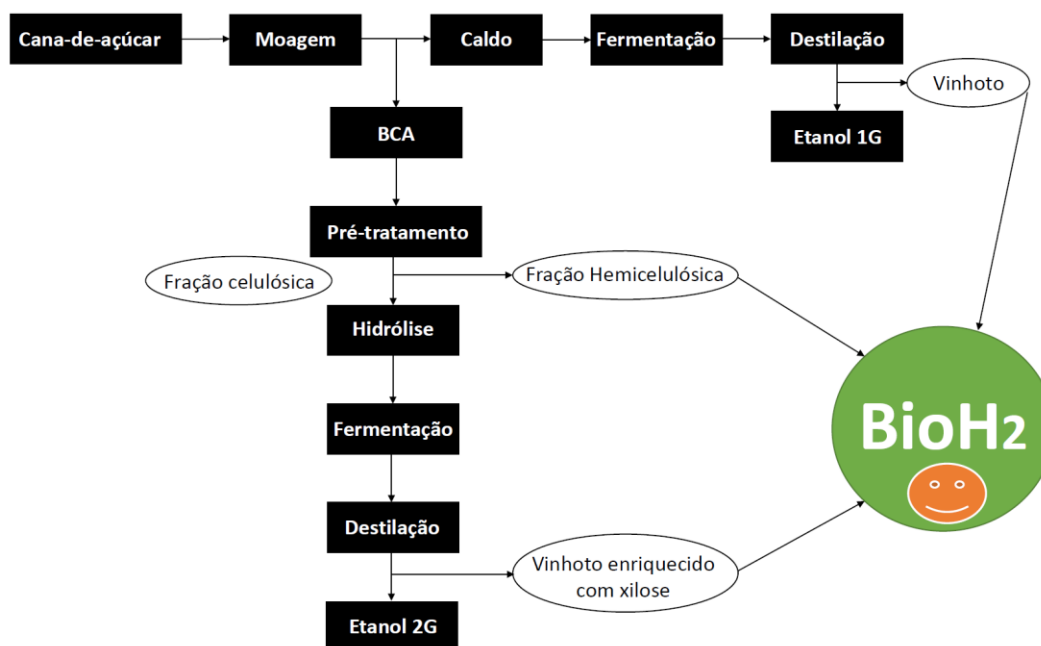 Cana-de-açúcar
Moagem
Caldo
Fermentação
Destilação
Vinhoto
BCA
Etanol 1G
Pré-tratamento
Fração celulósica
Fração Hemicelulósica
Hidrólise
BioH2
Fermentação
Destilação
Vinhoto enriquecido
com xilose
Etanol 2G